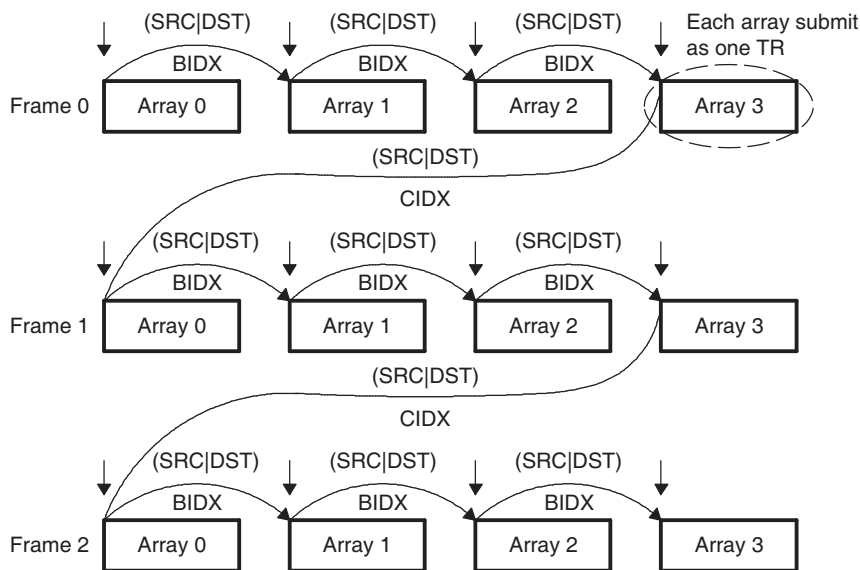 (SRC|DST) (SRC|DST) (SRC|DST) Each array submit
as one TR
BIDX BIDX BIDX
Frame 0 Array 0 Array 1 Array 2 Array 3
(SRC|DST)
CIDX
(SRC|DST) (SRC|DST) (SRC|DST)
BIDX BIDX BIDX
Frame 1 Array 0 Array 1 Array 2 Array 3
(SRC|DST)
CIDX
(SRC|DST) (SRC|DST) (SRC|DST)
BIDX BIDX BIDX
Frame 2 Array 0 Array 1 Array 2 Array 3